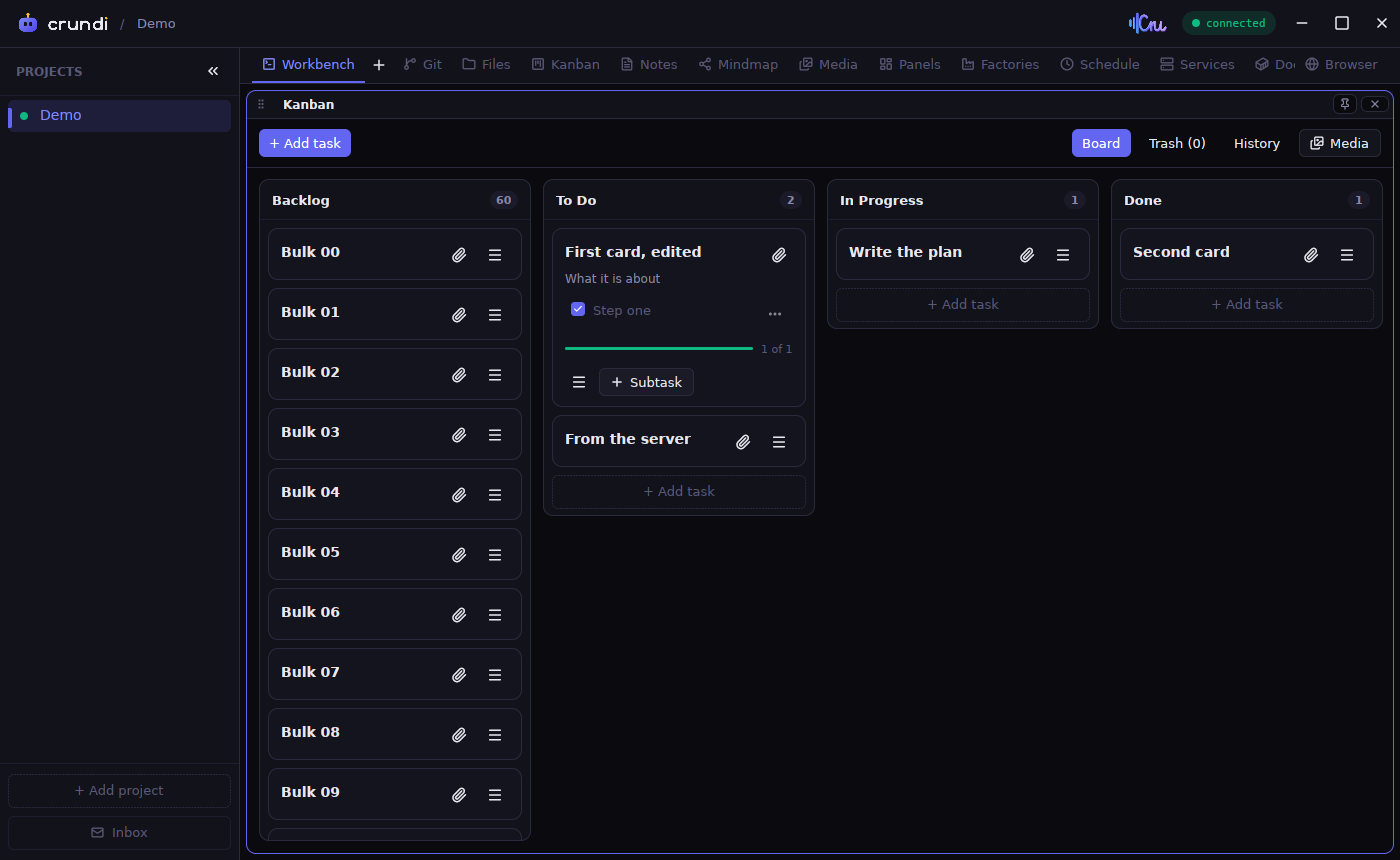 crundi / Demo
Cru
connected
PROJECTS
Workbench
Git
Files
Kanban
Notes
Mindmap
Media
Panels
Factories
Schedule
Services
Browser
Demo
Kanban
+ Add task
Board
Trash (0)
History
Media
Backlog 60
Bulk 00
Bulk 01
Bulk 02
Bulk 03
Bulk 04
Bulk 05
Bulk 06
Bulk 07
Bulk 08
Bulk 09
To Do 2
First card, edited
What it is about
Step one
1 of 1
+ Subtask
From the server
+ Add task
In Progress 1
Write the plan
+ Add task
Done 1
Second card
+ Add task
+ Add project
Inbox